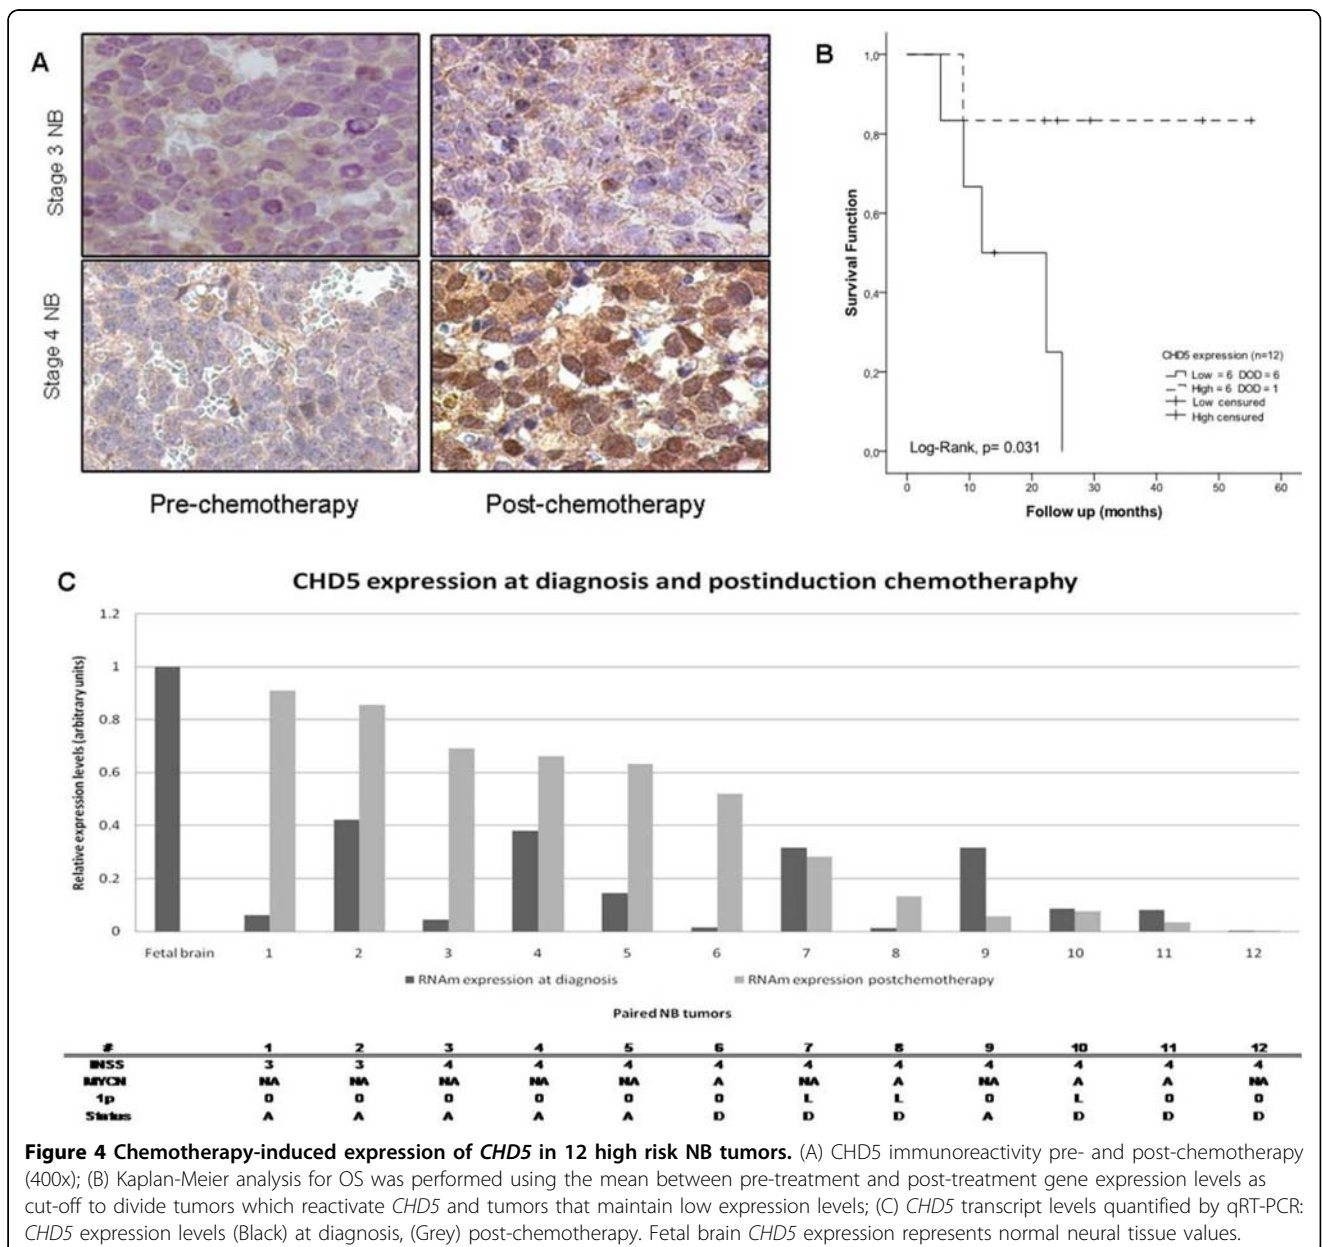 A
Stage 3 NB
Stage 4 NB
Pre-chemotherapy
Post-chemotherapy
B
Survival Function
1,0
0,8
0,6
0,4
0,2
0,0
CHD5 expression (n=12)
Low = 6 DOD = 6
High = 6 DOD = 1
Low censured
High censured
Log-Rank, p= 0.031
0 10 20 30 40 50 60
Follow up (months)
C
CHD5 expression at diagnosis and postinduction chemotheraphy
Relative expression levels (arbitrary units)
1.2
1
0.8
0.6
0.4
0.2
0
Fetal brain 1 2 3 4 5 6 7 8 9 10 11 12
RNAm expression at diagnosis RNAm expression postchemotherapy
Paired NB tumors
# 1 2 3 4 5 6 7 8 9 10 11 12
INSS 3 3 4 4 4 4 4 4 4 4 4 4
MYCN NA NA NA NA NA A NA A NA A A NA
1p 0 0 0 0 0 0 L L 0 L 0 0
Status A A A A A D D D A D D D
Figure 4 Chemotherapy-induced expression of CHD5 in 12 high risk NB tumors. (A) CHD5 immunoreactivity pre- and post-chemotherapy
(400x); (B) Kaplan-Meier analysis for OS was performed using the mean between pre-treatment and post-treatment gene expression levels as
cut-off to divide tumors which reactivate CHD5 and tumors that maintain low expression levels; (C) CHD5 transcript levels quantified by qRT-PCR:
CHD5 expression levels (Black) at diagnosis, (Grey) post-chemotherapy. Fetal brain CHD5 expression represents normal neural tissue values.